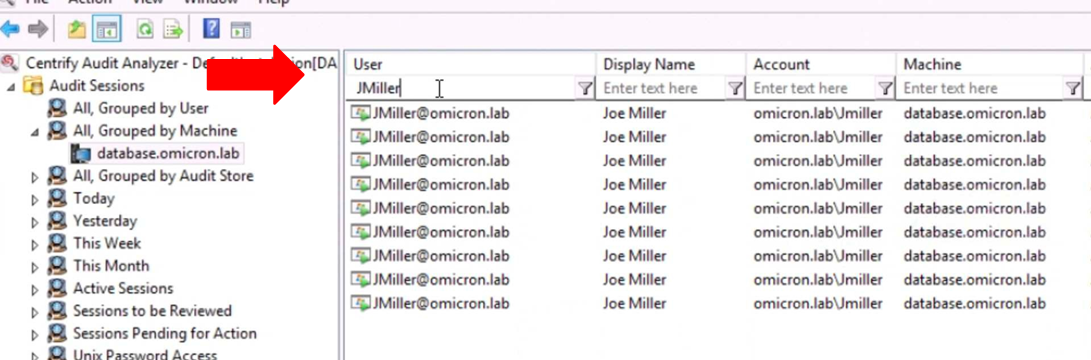 File Action View Window Help
Centrify Audit Analyzer - De
ion[DA
Audit Sessions
All, Grouped by User
All, Grouped by Machine
database.omicron.lab
All, Grouped by Audit Store
Today
Yesterday
This Week
This Month
Active Sessions
Sessions to be Reviewed
Sessions Pending for Action
Unix Password Access
User Display Name Account Machine
JMiller Enter text here Enter text here Enter text here
JMiller@omicron.lab Joe Miller omicron.lab\Jmiller database.omicron.lab
JMiller@omicron.lab Joe Miller omicron.lab\Jmiller database.omicron.lab
JMiller@omicron.lab Joe Miller omicron.lab\Jmiller database.omicron.lab
JMiller@omicron.lab Joe Miller omicron.lab\Jmiller database.omicron.lab
JMiller@omicron.lab Joe Miller omicron.lab\Jmiller database.omicron.lab
JMiller@omicron.lab Joe Miller omicron.lab\Jmiller database.omicron.lab
JMiller@omicron.lab Joe Miller omicron.lab\Jmiller database.omicron.lab
JMiller@omicron.lab Joe Miller omicron.lab\Jmiller database.omicron.lab
JMiller@omicron.lab Joe Miller omicron.lab\Jmiller database.omicron.lab